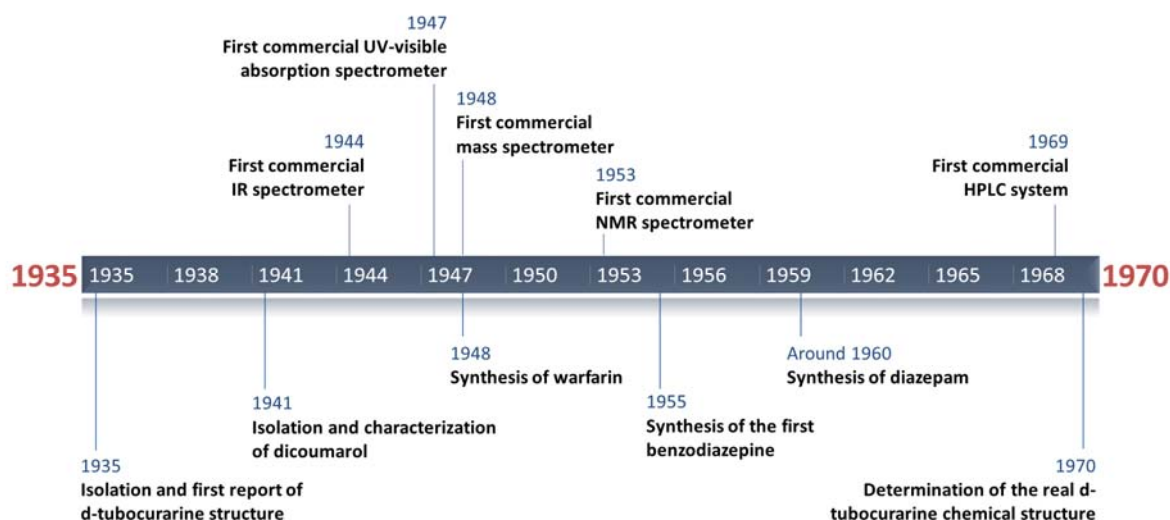 1947
First commercial UV-visible
absorption spectrometer
1948
First commercial
mass spectrometer
1944
First commercial
IR spectrometer
1953
First commercial
NMR spectrometer
1969
First commercial
HPLC system
1935 1935 1938 1941 1944 1947 1950 1953 1956 1959 1962 1965 1968 1970
1948
Synthesis of warfarin
Around 1960
Synthesis of diazepam
1941
Isolation and characterization
of dicoumarol
1955
Synthesis of the first
benzodiazepine
1935
Isolation and first report of
d-tubocurarine structure
1970
Determination of the real d-
tubocurarine chemical structure